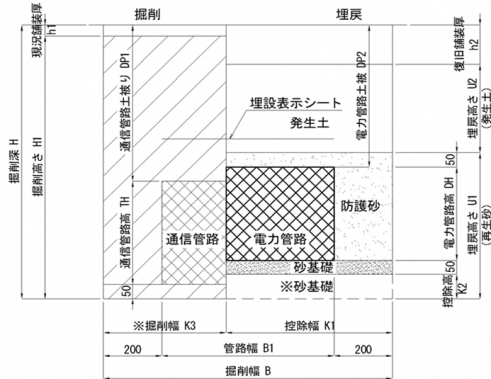 掘削
埋戻
現況舗装厚
h1
掘削深 H
掘削高さ H1
通信管路土被り DP1
通信管路高 TH
50
電力管路土被 DP2
復旧舗装厚
h2
埋戻高さ U2
(発生土)
埋設表示シート
発生土
50
防護砂
電力管路高 DH
埋戻高さ U1
(再生砂)
通信管路
電力管路
砂基礎
50
※砂基礎
控除高
K2
※掘削幅 K3
控除幅 K1
200
管路幅 B1
200
掘削幅 B